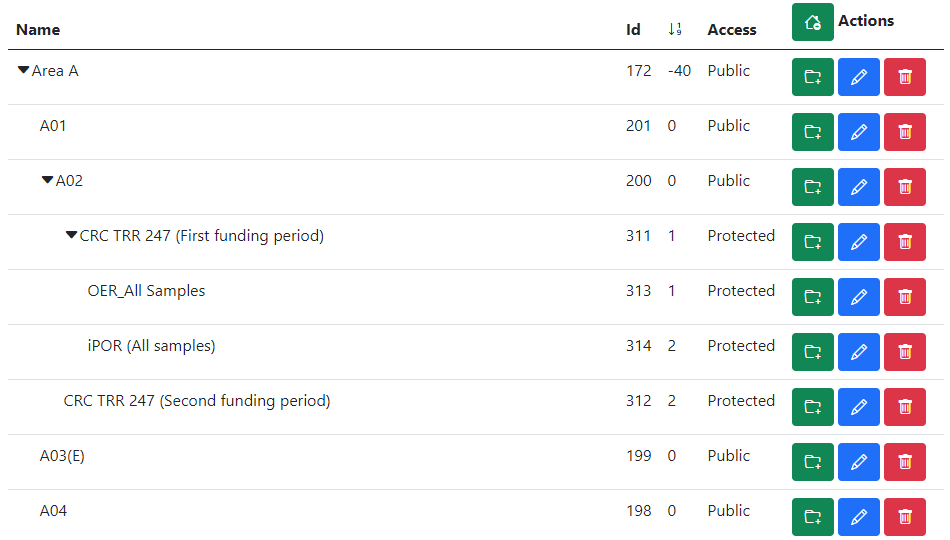 Name Id Access Actions
Area A 172 -40 Public
A01 201 0 Public
A02 200 0 Public
CRC TRR 247 (First funding period) 311 1 Protected
OER_All Samples 313 1 Protected
iPOR (All samples) 314 2 Protected
CRC TRR 247 (Second funding period) 312 2 Protected
A03(E) 199 0 Public
A04 198 0 Public